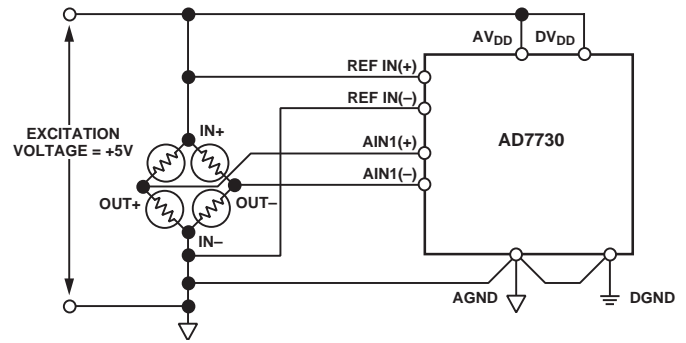 AVDD DVDD
REF IN(+)
REF IN(–)
EXCITATION
VOLTAGE = +5V
IN+
AIN1(+)
AD7730
AIN1(–)
OUT+
OUT–
IN–
AGND
DGND